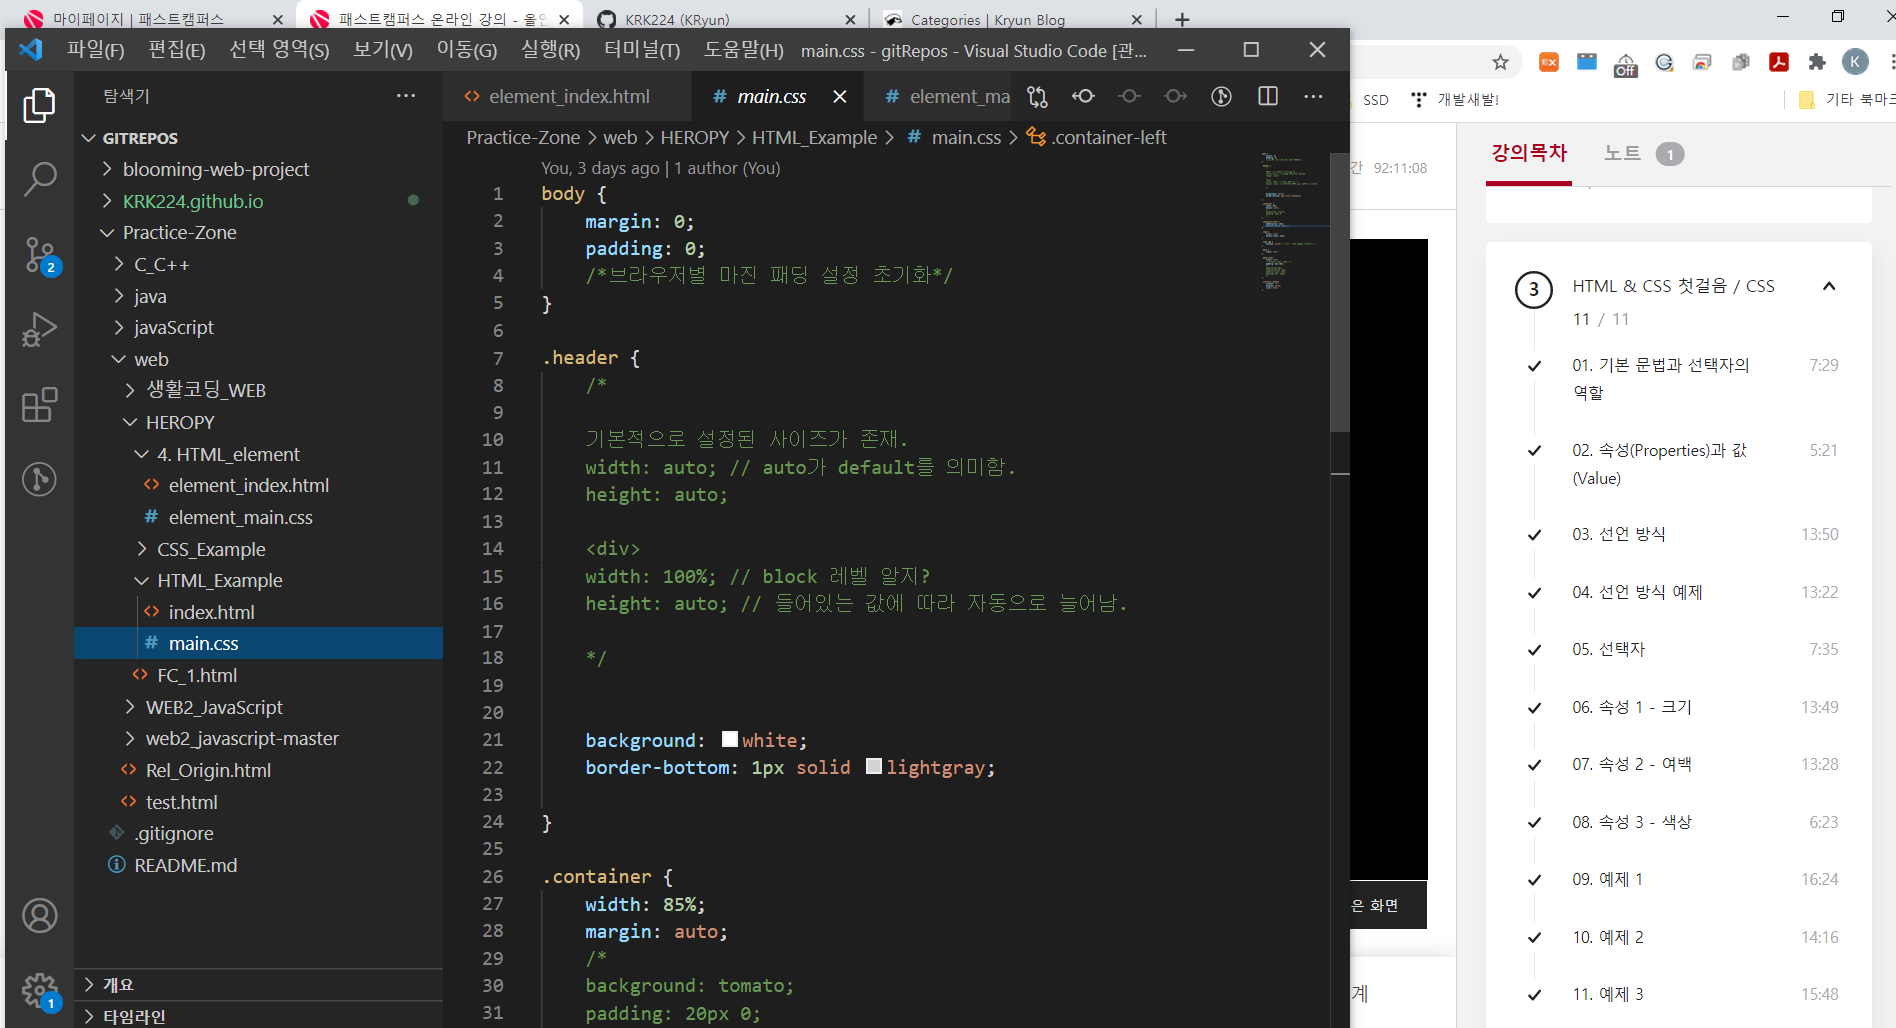 마이페이지 | 패스트캠퍼스
패스트캠퍼스 온라인 강의 - 올인
KRK224 (KRyun)
Categories | Kryun Blog
파일(F) 편집(E) 선택 영역(S) 보기(V) 이동(G) 실행(R) 터미널(T) 도움말(H) main.css - gitRepos - Visual Studio Code [관...
탐색기
GITREPOS
blooming-web-project
KRK224.github.io
Practice-Zone
C_C++
java
javaScript
web
생활코딩_WEB
HEROPY
4. HTML_element
element_index.html
element_main.css
CSS_Example
HTML_Example
index.html
main.css
FC_1.html
WEB2_JavaScript
web2_javascript-master
Rel_Origin.html
test.html
.gitignore
README.md
개요
타임라인
2
1
element_index.html
main.css
element_ma
Practice-Zone > web > HEROPY > HTML_Example > # main.css > .container-left
You, 3 days ago | 1 author (You)
1 body {
2 margin: 0;
3 padding: 0;
4 /*브라우저별 마진 패딩 설정 초기화*/
5 }
6
7 .header {
8 /*
9
10 기본적으로 설정된 사이즈가 존재.
11 width: auto; // auto가 default를 의미함.
12 height: auto;
13
14 <div>
15 width: 100%; // block 레벨 알지?
16 height: auto; // 들어있는 값에 따라 자동으로 늘어남.
17
18 */
19
20
21 background: white;
22 border-bottom: 1px solid lightgray;
23
24 }
25
26 .container {
27 width: 85%;
28 margin: auto;
29 /*
30 background: tomato;
31 padding: 20px 0;
EX
Off
K
SSD
개발새발!
기타 북마크
간 92:11:08
은 화면
계
강의목차
노트 1
3 HTML & CSS 첫걸음 / CSS
11 / 11
01. 기본 문법과 선택자의 7:29
역할
02. 속성(Properties)과 값 5:21
(Value)
03. 선언 방식 13:50
04. 선언 방식 예제 13:22
05. 선택자 7:35
06. 속성 1 - 크기 13:49
07. 속성 2 - 여백 13:28
08. 속성 3 - 색상 6:23
09. 예제 1 16:24
10. 예제 2 14:16
11. 예제 3 15:48